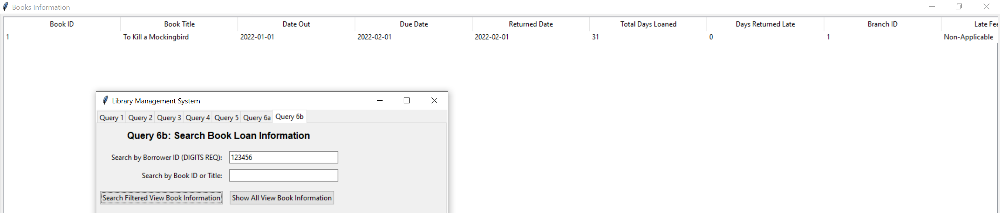 Books Information
Book ID Book Title Date Out Due Date Returned Date Total Days Loaned Days Returned Late Branch ID Late Fee
1 To Kill a Mockingbird 2022-01-01 2022-02-01 2022-02-01 31 0 1 Non-Applicable
Library Management System
Query 1 Query 2 Query 3 Query 4 Query 5 Query 6a Query 6b
Query 6b: Search Book Loan Information
Search by Borrower ID (DIGITS REQ): 123456
Search by Book ID or Title:
Search Filtered View Book Information Show All View Book Information